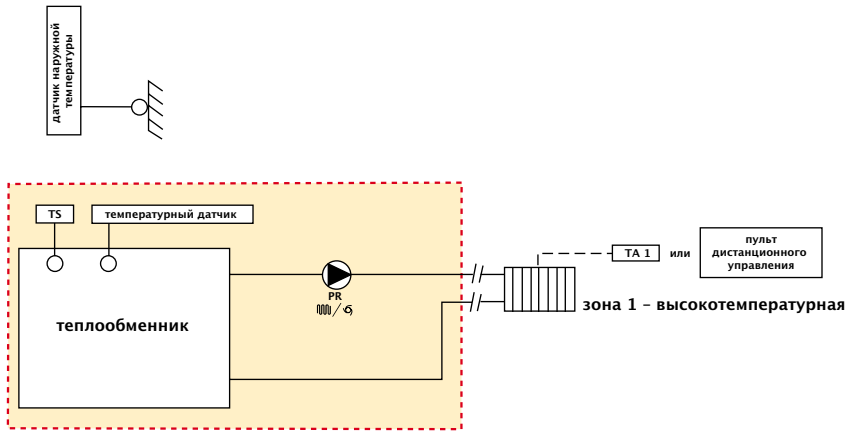 датчик наружной
температуры
TS
температурный датчик
теплообменник
PR
TA 1
или
пульт
дистанционного
управления
зона 1 – высокотемпературная